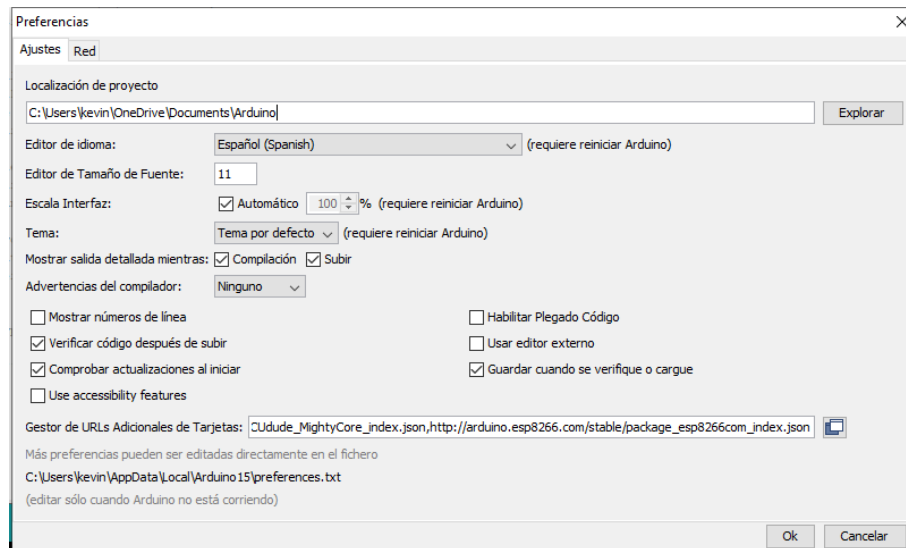 Preferencias
Ajustes Red
Localización de proyecto
C:\Users\kevin\OneDrive\Documents\Arduino Explorar
Editor de idioma: Español (Spanish) (requiere reiniciar Arduino)
Editor de Tamaño de Fuente: 11
Escala Interfaz: Automático 100 % (requiere reiniciar Arduino)
Tema: Tema por defecto (requiere reiniciar Arduino)
Mostrar salida detallada mientras: Compilación Subir
Advertencias del compilador: Ninguno
Mostrar números de línea Habilitar Plegado Código
Verificar código después de subir Usar editor externo
Comprobar actualizaciones al iniciar Guardar cuando se verifique o cargue
Use accessibility features
Gestor de URLs Adicionales de Tarjetas: CUdude_MightyCore_index.json,http://arduino.esp8266.com/stable/package_esp8266com_index.json
Más preferencias pueden ser editadas directamente en el fichero
C:\Users\kevin\AppData\Local\Arduino15\preferences.txt
(editar sólo cuando Arduino no está corriendo)
Ok Cancelar